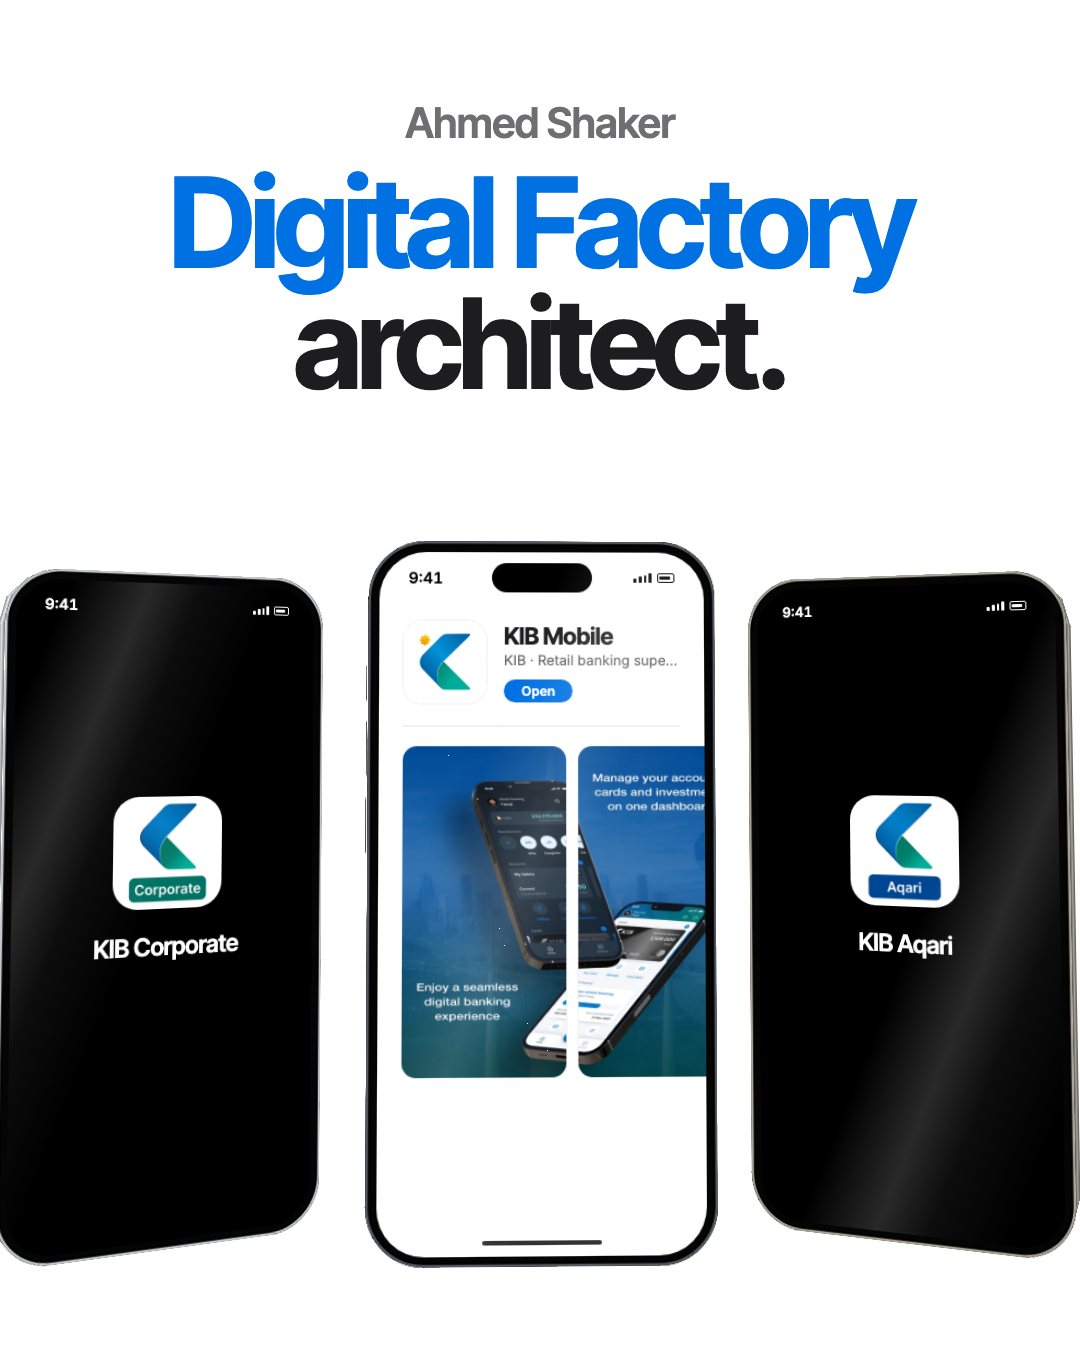 Ahmed Shaker
Digital Factory
architect.
9:41
Corporate
KIB Corporate
9:41
KIB Mobile
KIB · Retail banking supe...
Open
Enjoy a seamless
digital banking
experience
Manage your accou
cards and investme
on one dashboar
9:41
Aqari
KIB Aqari